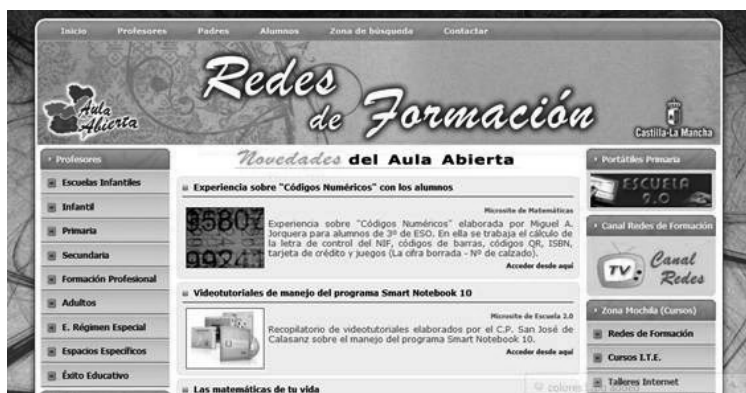 Inicio Profesores Padres Alumnos Zona de búsqueda Contactar
Redes
de Formación
Aula
Abierta
Castilla-La Mancha
Profesores
Escuelas Infantiles
Infantil
Primaria
Secundaria
Formación Profesional
Adultos
E. Régimen Especial
Espacios Específicos
Éxito Educativo
Novedades del Aula Abierta
Experiencia sobre "Códigos Numéricos" con los alumnos
95807
99241
Microsite de Matemáticas
Experiencia sobre "Códigos Numéricos" elaborada por Miguel A.
Jorquera para alumnos de 3º de ESO. En ella se trabaja el cálculo de
la letra de control del NIF, códigos de barras, códigos QR, ISBN,
tarjeta de crédito y juegos (La cifra borrada - Nº de calzado).
Acceder desde aquí
Videotutoriales de manejo del programa Smart Notebook 10
Microsite de Escuela 2.0
Recopilatorio de videotutoriales elaborados por el C.P. San José de
Calasanz sobre el manejo del programa Smart Notebook 10.
Acceder desde aquí
Las matemáticas de tu vida
Portátiles Primaria
ESCUELA
2.0
Canal Redes de Formación
TV
Canal
Redes
Zona Mochila (Cursos)
Redes de Formación
Cursos I.T.E.
Talleres Internet